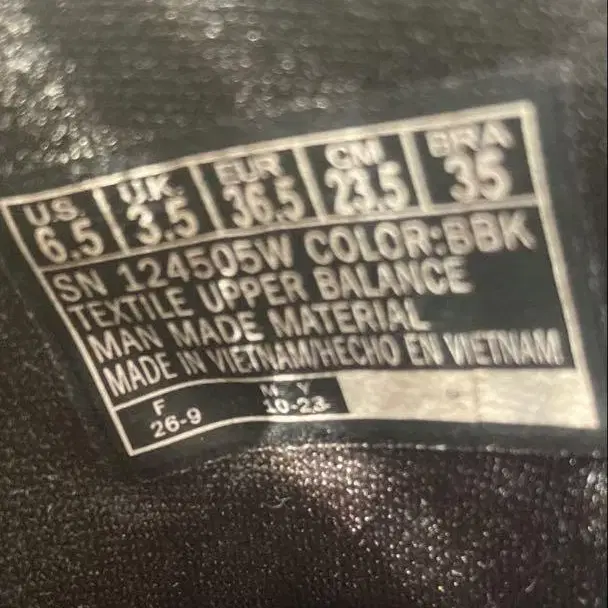 US. UK. EUR CM BRA
6.5 3.5 36.5 23.5 35
SN 124505W COLOR:BBK
TEXTILE UPPER BALANCE
MAN MADE MATERIAL
MADE IN VIETNAM/HECHO EN VIETNAM
F M Y
26-9 10-23